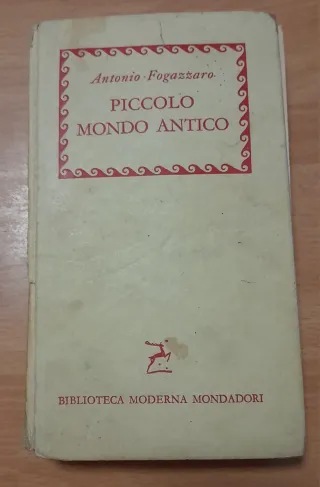 Antonio Fogazzaro
PICCOLO
MONDO ANTICO
BIBLIOTECA MODERNA MONDADORI